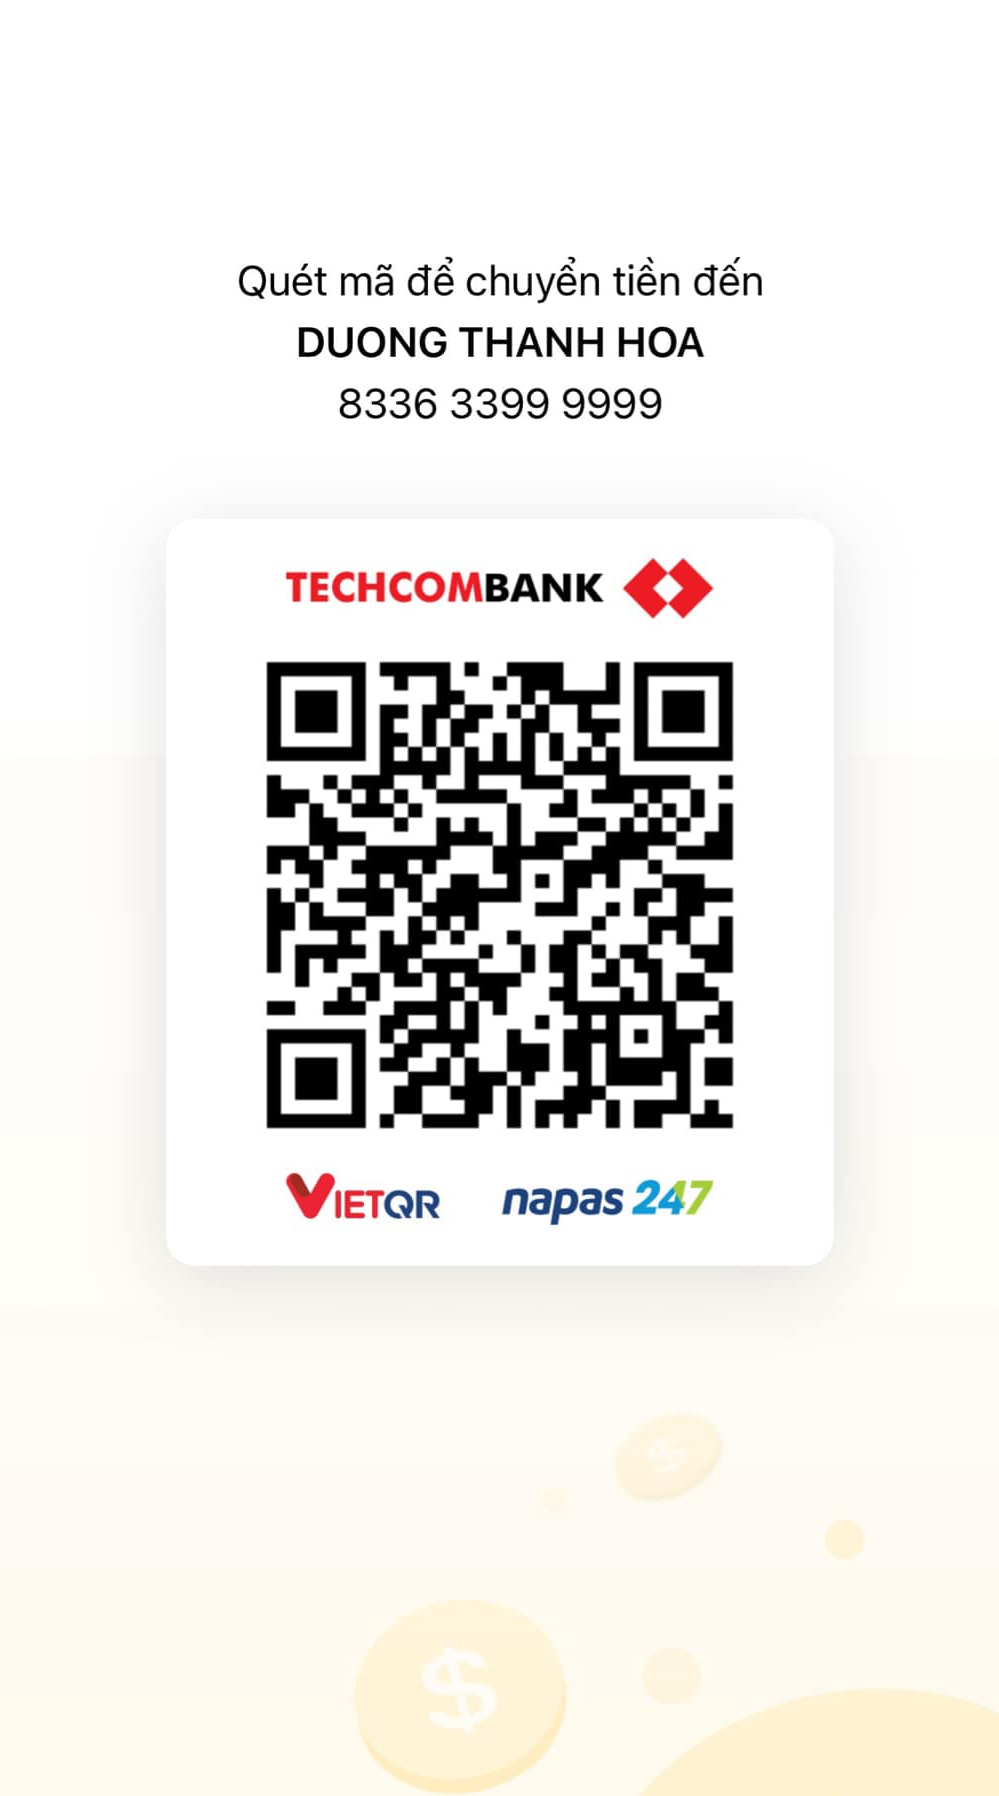 Quét mã để chuyển tiền đến
DUONG THANH HOA
8336 3399 9999
TECHCOMBANK
VIETQR
napas 247
$
$